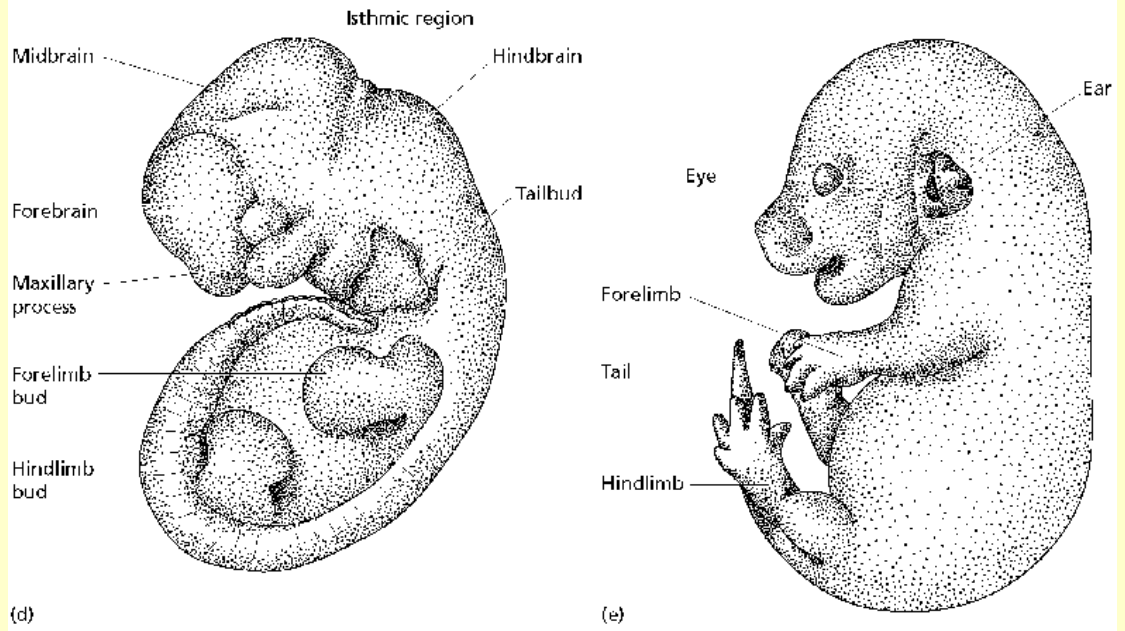 Isthmic region
Midbrain
Hindbrain
Forebrain
Tailbud
Maxillary
process
Forelimb
bud
Hindlimb
bud
(d)
Ear
Eye
Forelimb
Tail
Hindlimb
(e)